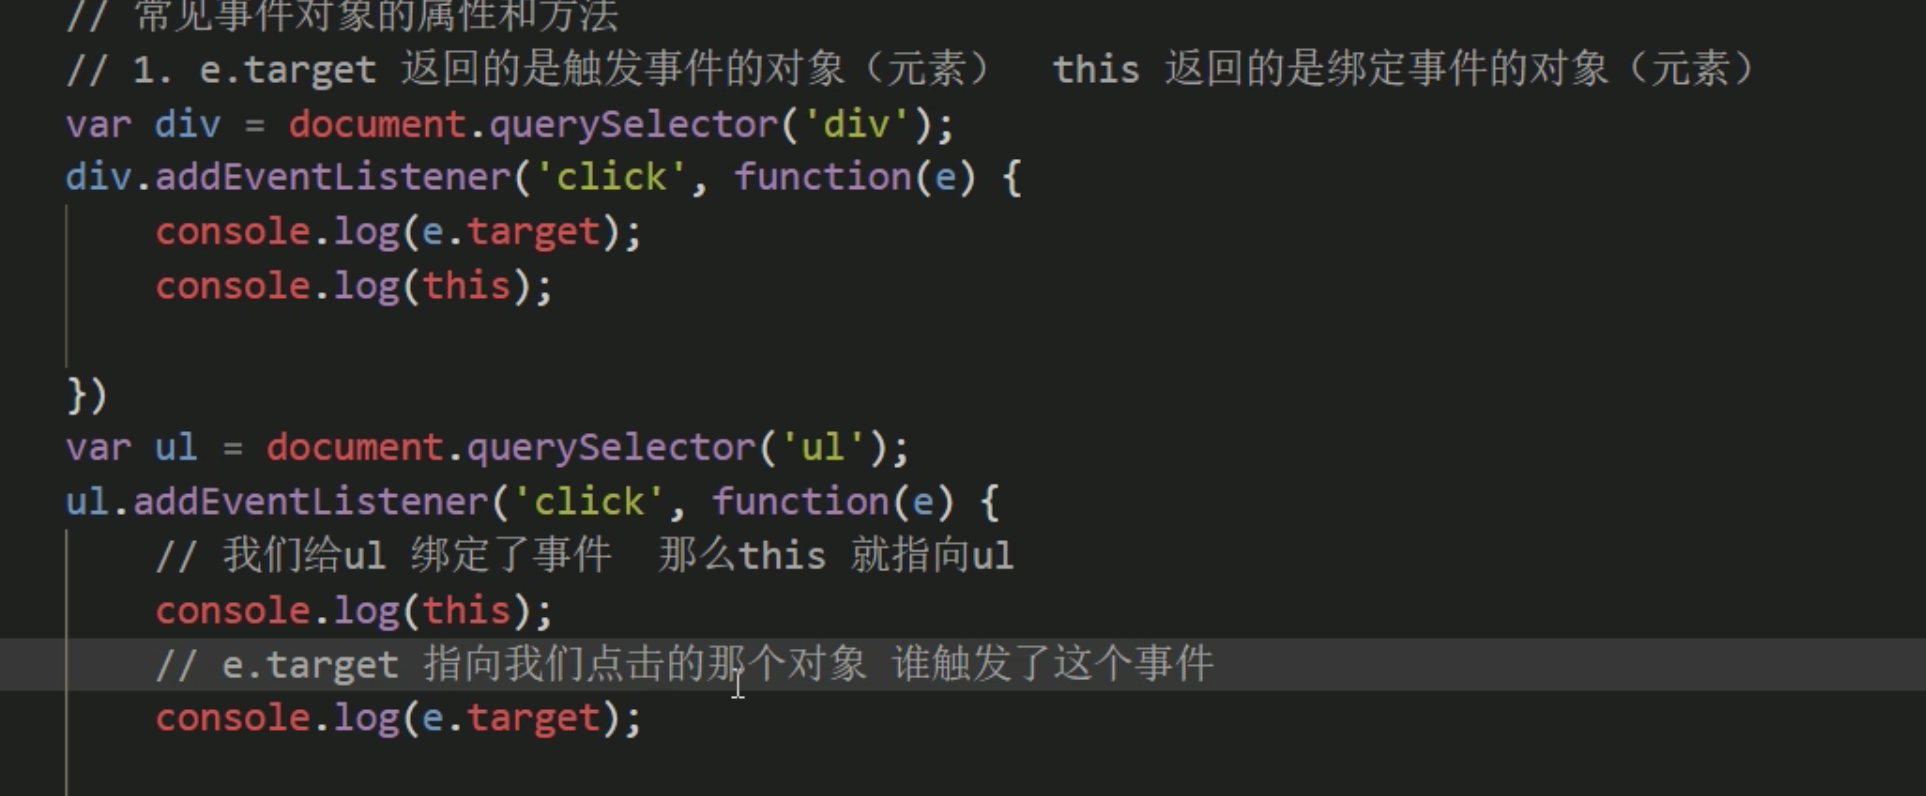 // 常见事件对象的属性和方法
// 1. e.target 返回的是触发事件的对象（元素）  this 返回的是绑定事件的对象（元素）
var div = document.querySelector('div');
div.addEventListener('click', function(e) {
    console.log(e.target);
    console.log(this);
})
var ul = document.querySelector('ul');
ul.addEventListener('click', function(e) {
    // 我们给ul 绑定了事件  那么this 就指向ul
    console.log(this);
    // e.target 指向我们点击的那个对象 谁触发了这个事件
    console.log(e.target);